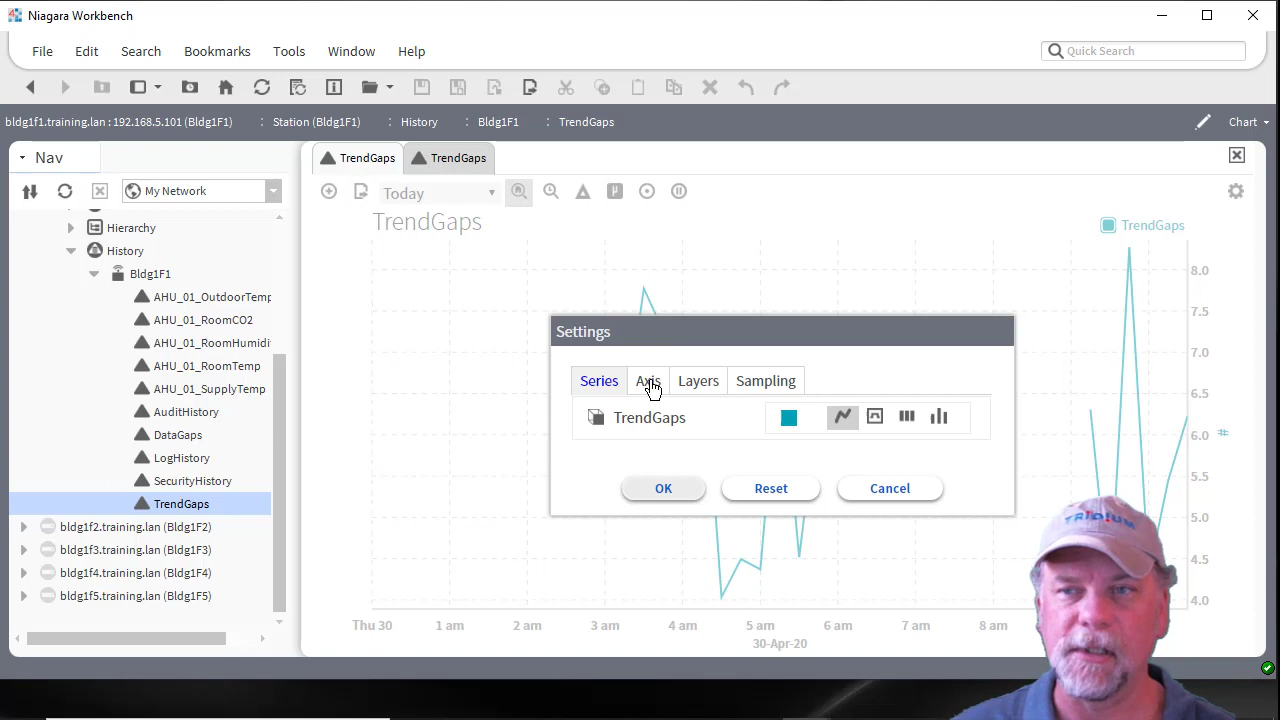 Niagara Workbench
File Edit Search Bookmarks Tools Window Help
Quick Search
bldg1f1.training.lan : 192.168.5.101 (Bldg1F1) : Station (Bldg1F1) : History : Bldg1F1 : TrendGaps
Chart
Nav
My Network
Hierarchy
History
Bldg1F1
AHU_01_OutdoorTemp
AHU_01_RoomCO2
AHU_01_RoomHumidi
AHU_01_RoomTemp
AHU_01_SupplyTemp
AuditHistory
DataGaps
LogHistory
SecurityHistory
TrendGaps
bldg1f2.training.lan (Bldg1F2)
bldg1f3.training.lan (Bldg1F3)
bldg1f4.training.lan (Bldg1F4)
bldg1f5.training.lan (Bldg1F5)
TrendGaps TrendGaps
Today
TrendGaps
TrendGaps
Settings
Series Axis Layers Sampling
TrendGaps
OK Reset Cancel
8.0
7.5
7.0
6.5
6.0
5.5
5.0
4.5
4.0
#
Thu 30 1 am 2 am 3 am 4 am 5 am 6 am 7 am 8 am
30-Apr-20
TRIDIUM